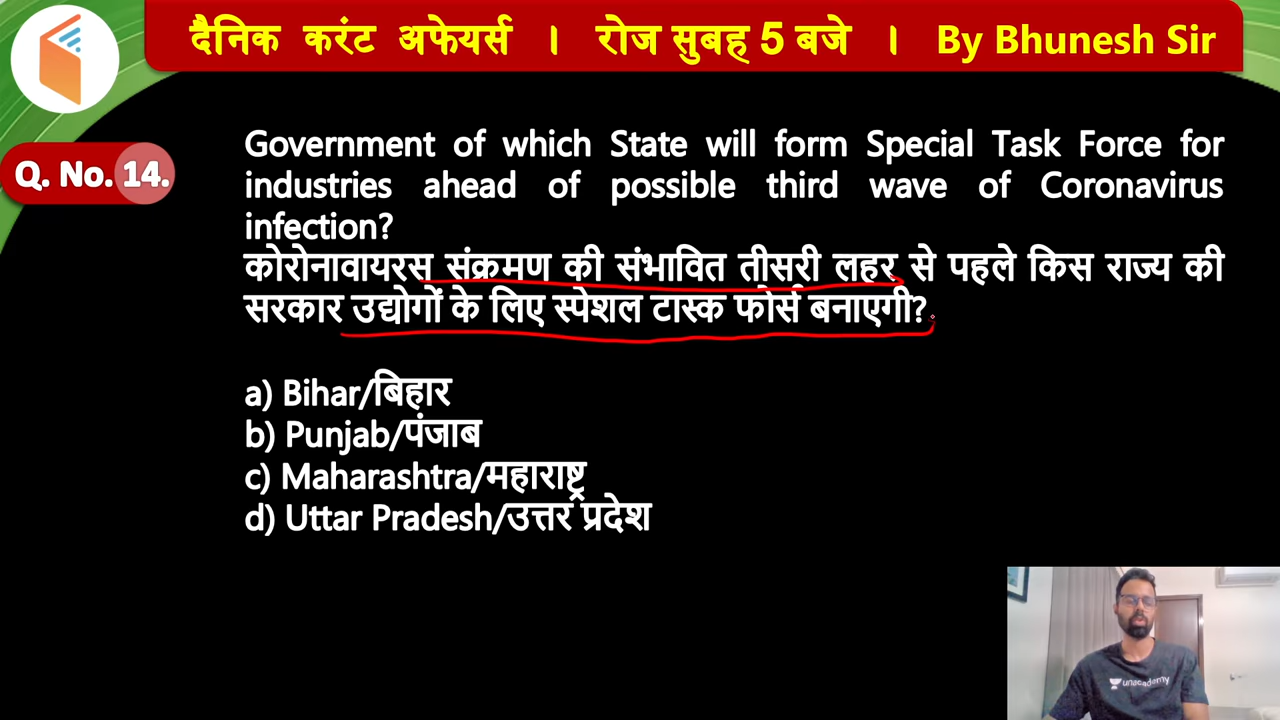 दैनिक करंट अफेयर्स । रोज सुबह 5 बजे । By Bhunesh Sir
Q. No. 14.
Government of which State will form Special Task Force for
industries ahead of possible third wave of Coronavirus
infection?
कोरोनावायरस संक्रमण की संभावित तीसरी लहर से पहले किस राज्य की
सरकार उद्योगों के लिए स्पेशल टास्क फोर्स बनाएगी?
a) Bihar/बिहार
b) Punjab/पंजाब
c) Maharashtra/महाराष्ट्र
d) Uttar Pradesh/उत्तर प्रदेश
unacademy